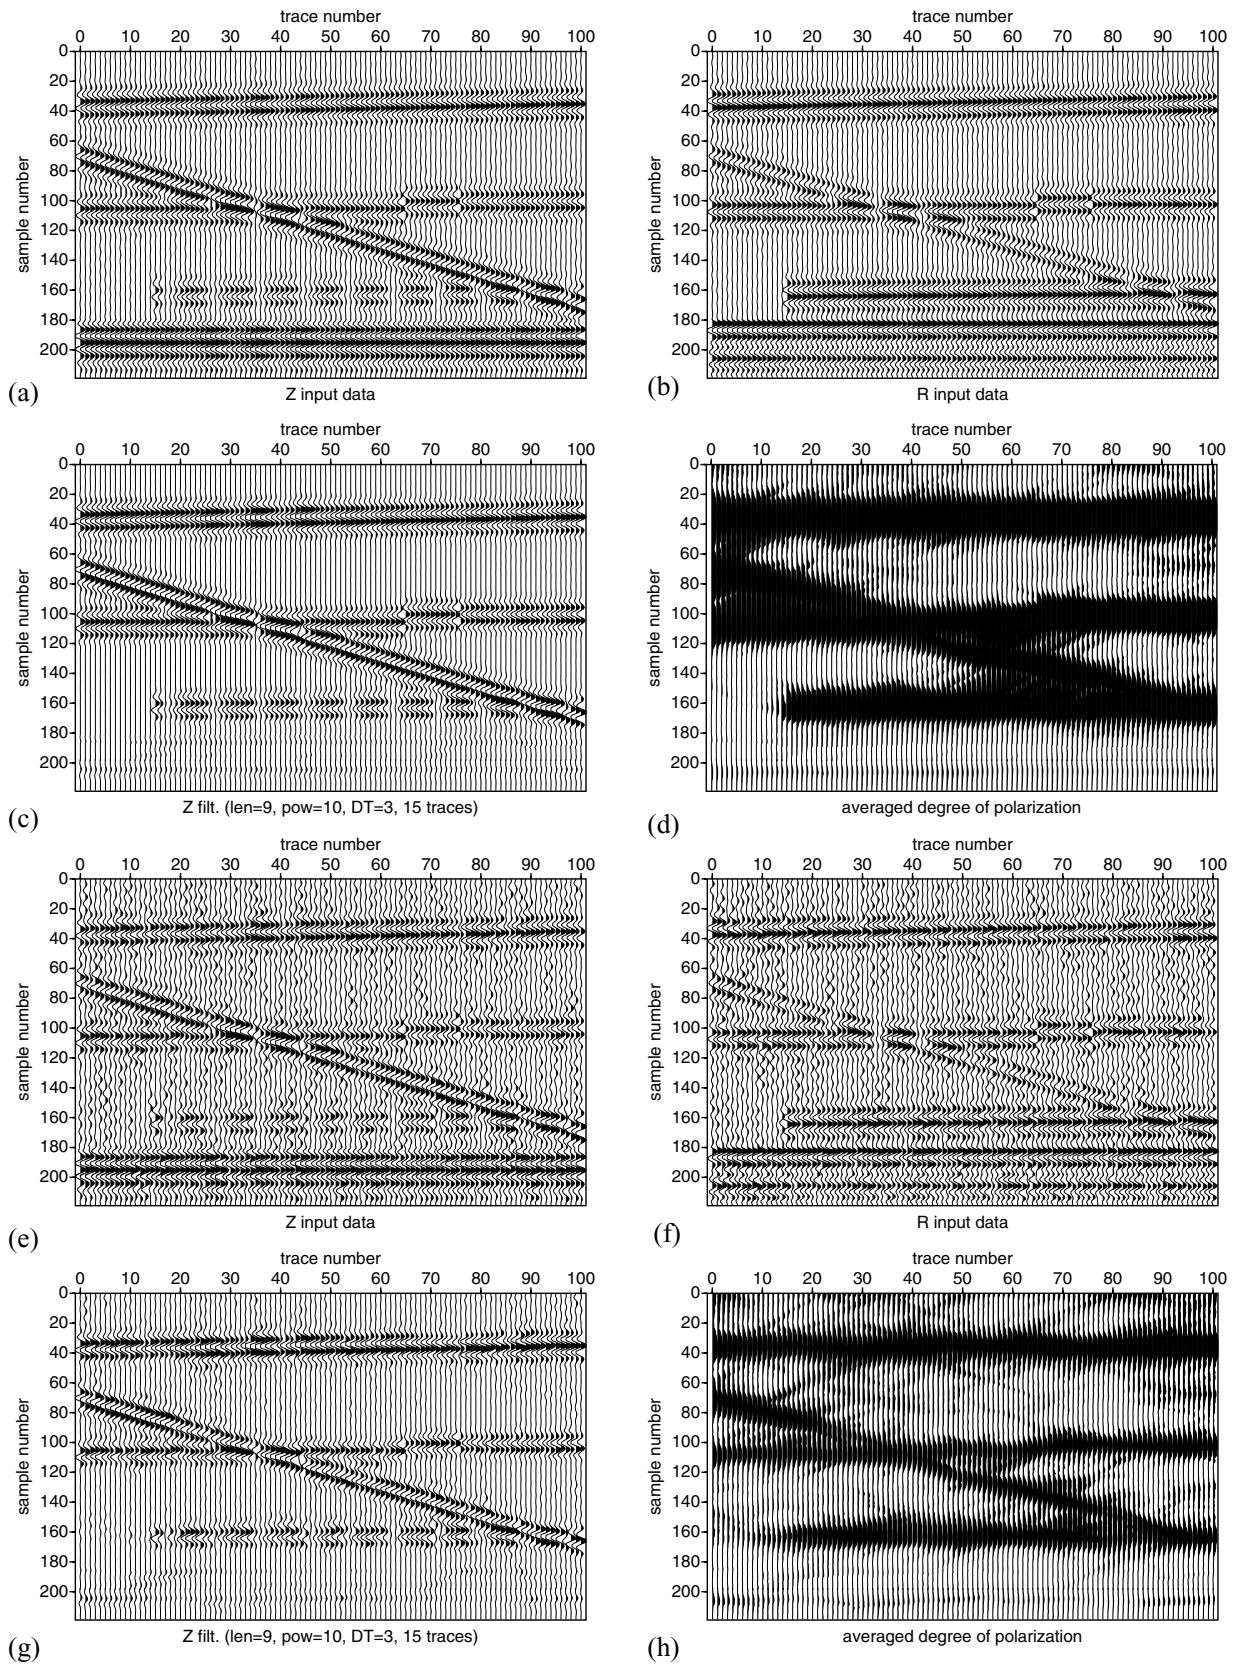 trace number
0 10 20 30 40 50 60 70 80 90 100
0
20
40
60
80
100
120
140
160
180
200
sample number
Z input data
(a)
trace number
0 10 20 30 40 50 60 70 80 90 100
0
20
40
60
80
100
120
140
160
180
200
sample number
R input data
(b)
trace number
0 10 20 30 40 50 60 70 80 90 100
0
20
40
60
80
100
120
140
160
180
200
sample number
Z filt. (len=9, pow=10, DT=3, 15 traces)
(c)
trace number
0 10 20 30 40 50 60 70 80 90 100
0
20
40
60
80
100
120
140
160
180
200
sample number
averaged degree of polarization
(d)
trace number
0 10 20 30 40 50 60 70 80 90 100
0
20
40
60
80
100
120
140
160
180
200
sample number
Z input data
(e)
trace number
0 10 20 30 40 50 60 70 80 90 100
0
20
40
60
80
100
120
140
160
180
200
sample number
R input data
(f)
trace number
0 10 20 30 40 50 60 70 80 90 100
0
20
40
60
80
100
120
140
160
180
200
sample number
Z filt. (len=9, pow=10, DT=3, 15 traces)
(g)
trace number
0 10 20 30 40 50 60 70 80 90 100
0
20
40
60
80
100
120
140
160
180
200
sample number
averaged degree of polarization
(h)